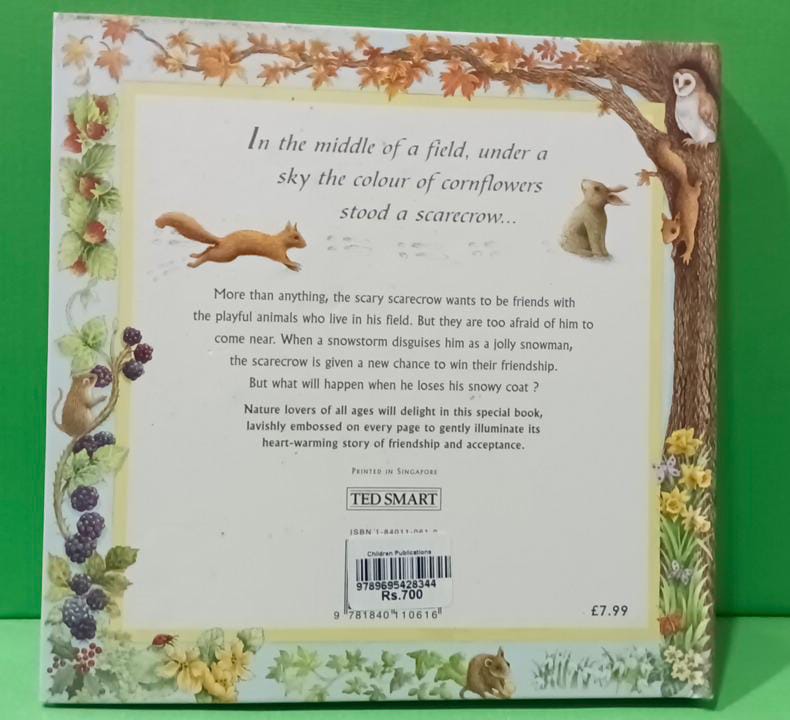 In the middle of a field, under a
sky the colour of cornflowers
stood a scarecrow...
More than anything, the scary scarecrow wants to be friends with
the playful animals who live in his field. But they are too afraid of him to
come near. When a snowstorm disguises him as a jolly snowman,
the scarecrow is given a new chance to win their friendship.
But what will happen when he loses his snowy coat ?
Nature lovers of all ages will delight in this special book,
lavishly embossed on every page to gently illuminate its
heart-warming story of friendship and acceptance.
PRINTED IN SINGAPORE
TED SMART
ISBN 1-84011-061-
Children Publications
9789695428344
Rs.700
9 781840 110616
£7.99